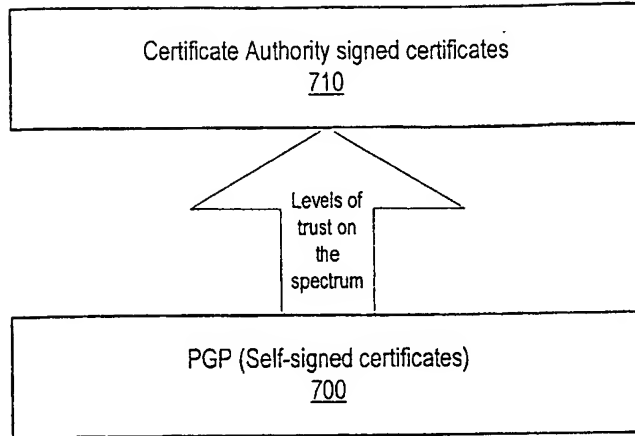 Certificate Authority signed certificates
710
Levels of
trust on
the
spectrum
PGP (Self-signed certificates)
700